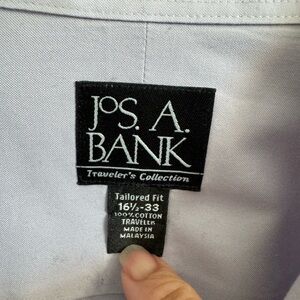 JOS. A.
BANK
Traveler's Collection
Tailored Fit
16½-33
100% COTTON
TRAVELER
MADE IN
MALAYSIA